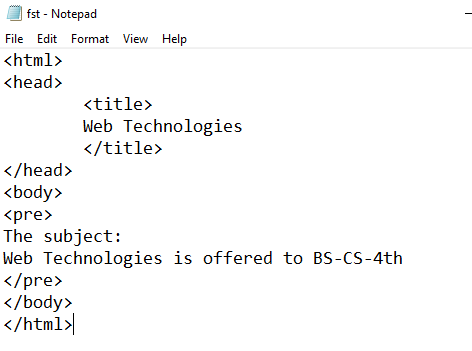 fst - Notepad
File Edit Format View Help
<html>
<head>
<title>
Web Technologies
</title>
</head>
<body>
<pre>
The subject:
Web Technologies is offered to BS-CS-4th
</pre>
</body>
</html>